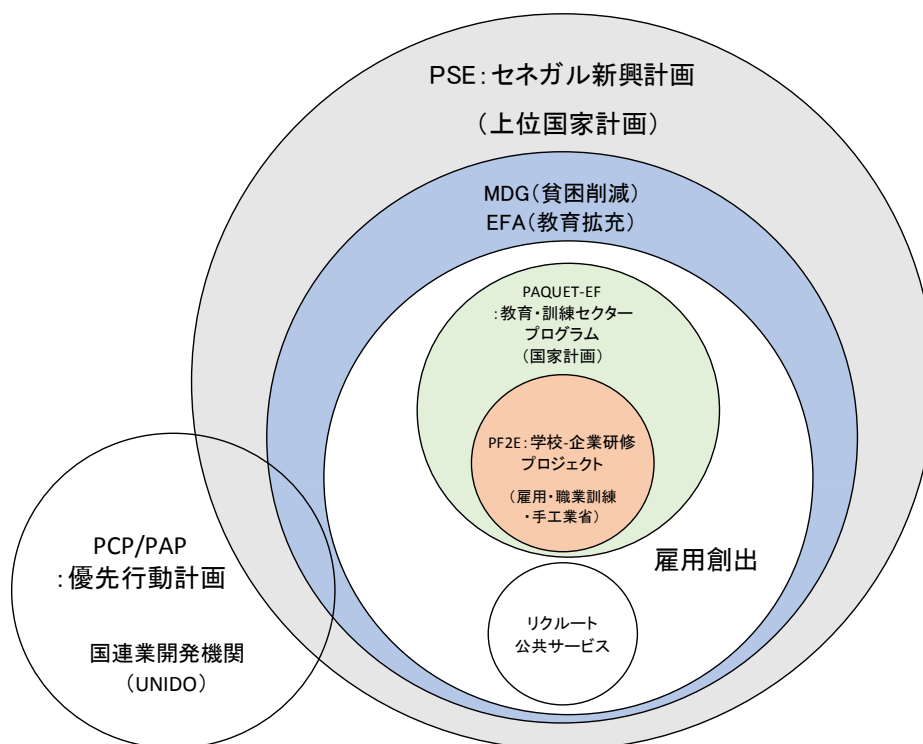 PSE：セネガル新興計画
（上位国家計画）
MDG（貧困削減）
EFA（教育拡充）
PAQUET-EF
：教育・訓練セクター
プログラム
（国家計画）
PF2E：学校-企業研修
プロジェクト
（雇用・職業訓練
・手工業省）
雇用創出
PCP/PAP
：優先行動計画
国連業開発機関
（UNIDO）
リクルート
公共サービス